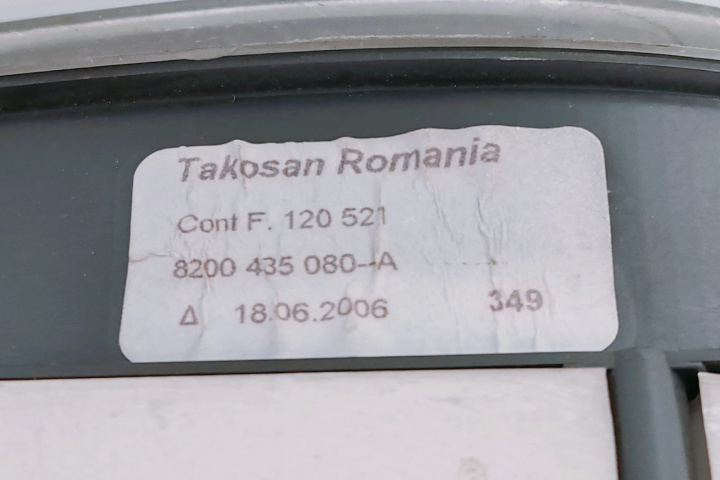 Takosan Romania
Cont F. 120 521
8200 435 080--A
Δ 18.06.2006 349